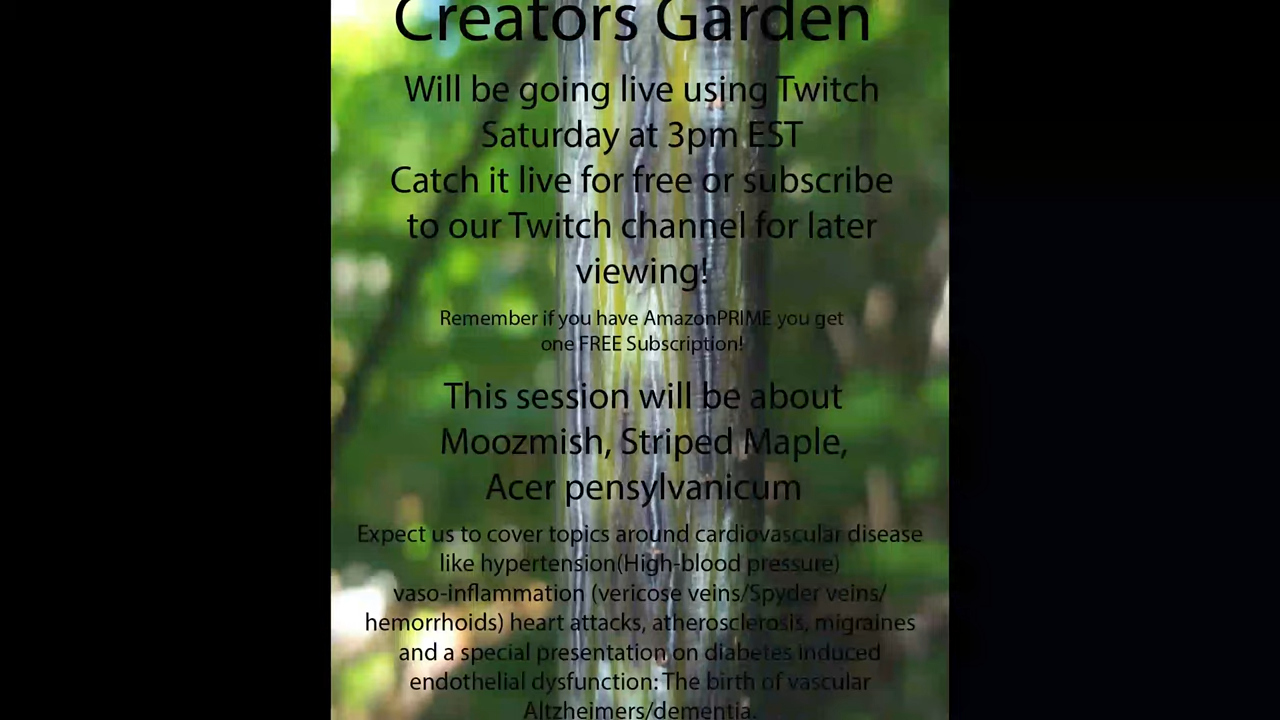 Creators Garden
Will be going live using Twitch
Saturday at 3pm EST
Catch it live for free or subscribe
to our Twitch channel for later
viewing!
Remember if you have AmazonPRIME you get
one FREE Subscription!
This session will be about
Moozmish, Striped Maple,
Acer pensylvanicum
Expect us to cover topics around cardiovascular disease
like hypertension(High-blood pressure)
vaso-inflammation (vericose veins/Spyder veins/
hemorrhoids) heart attacks, atherosclerosis, migraines
and a special presentation on diabetes induced
endothelial dysfunction: The birth of vascular
Altzheimers/dementia.